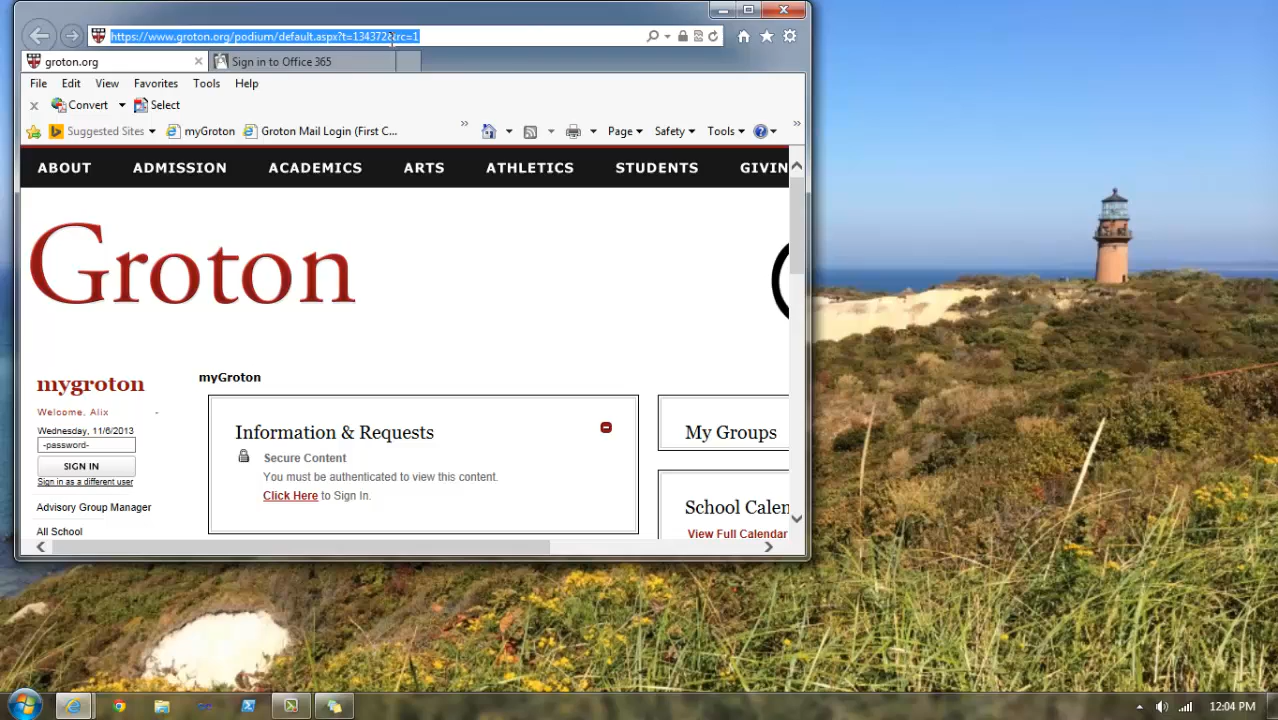 https://www.groton.org/podium/default.aspx?t=134372&rc=1
groton.org
Sign in to Office 365
File Edit View Favorites Tools Help
Convert Select
Suggested Sites myGroton Groton Mail Login (First C... Page Safety Tools
ABOUT ADMISSION ACADEMICS ARTS ATHLETICS STUDENTS GIVIN
Groton
mygroton
Welcome, Alix
Wednesday, 11/6/2013
-password-
SIGN IN
Sign in as a different user
Advisory Group Manager
All School
myGroton
Information & Requests
Secure Content
You must be authenticated to view this content.
Click Here to Sign In.
My Groups
School Calen
View Full Calendar
12:04 PM